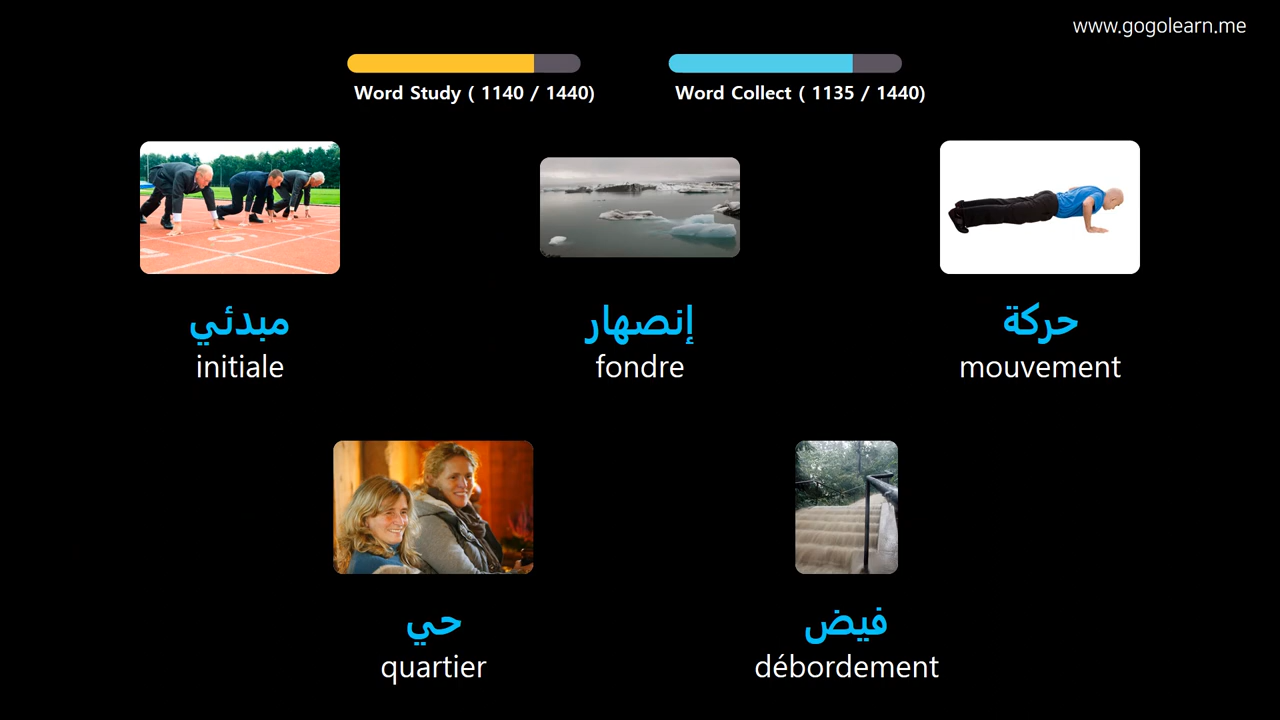 www.gogolearn.me
Word Study ( 1140 / 1440)
Word Collect ( 1135 / 1440)
مبدئي
initiale
إنصهار
fondre
حركة
mouvement
حي
quartier
فيض
débordement